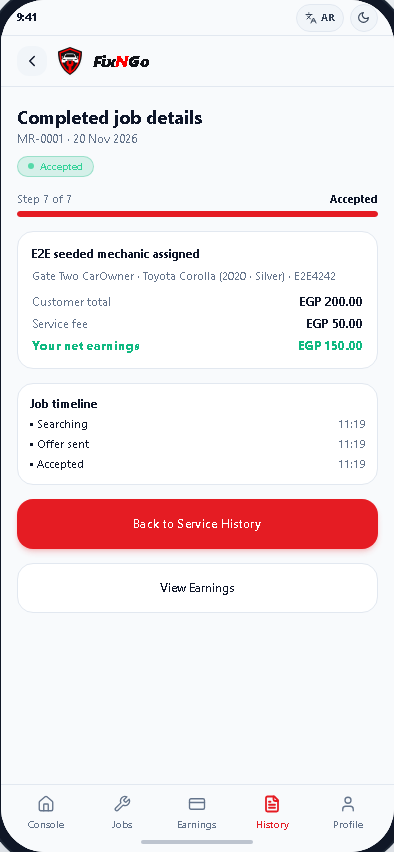 9:41
AR
FixNGo
Completed job details
MR-0001 · 20 Nov 2026
Accepted
Step 7 of 7 Accepted
E2E seeded mechanic assigned
Gate Two CarOwner · Toyota Corolla (2020 · Silver) · E2E4242
Customer total EGP 200.00
Service fee EGP 50.00
Your net earnings EGP 150.00
Job timeline
• Searching 11:19
• Offer sent 11:19
• Accepted 11:19
Back to Service History
View Earnings
Console Jobs Earnings History Profile